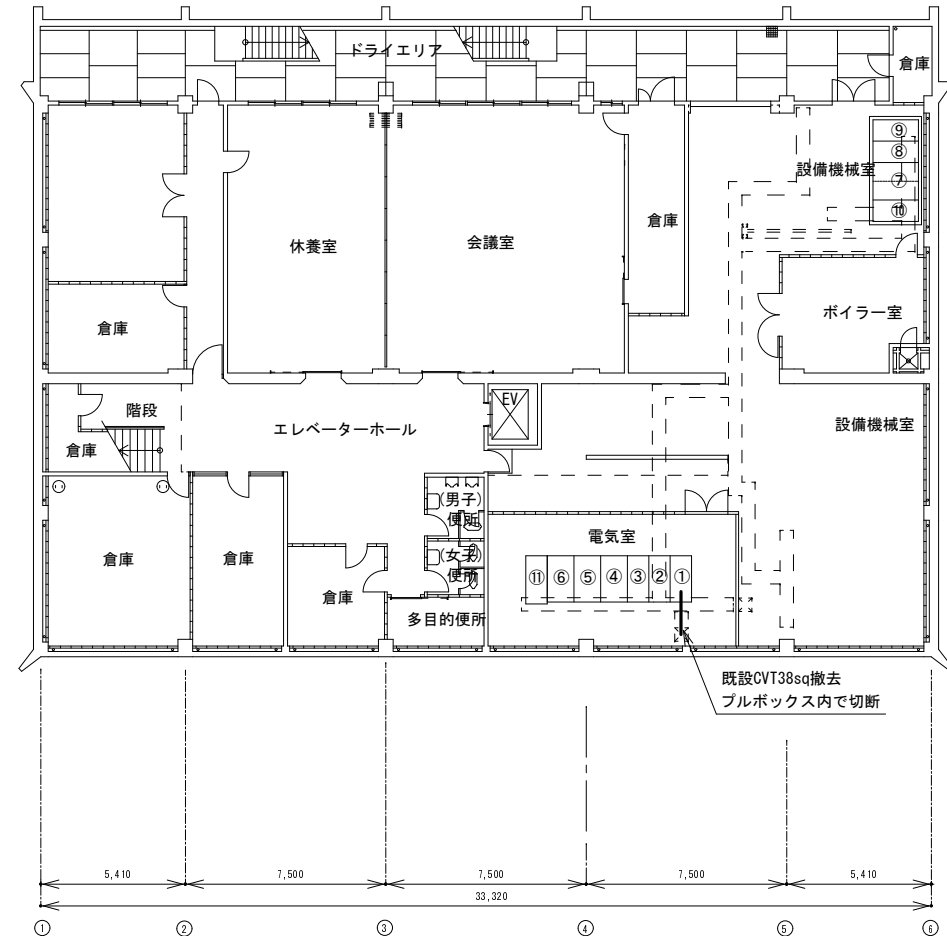 ドライエリア
倉庫
⑨
⑧
設備機械室
⑦
⑩
倉庫
休養室
会議室
ボイラー室
倉庫
EV
階段
エレベーターホール
設備機械室
倉庫
(男子)
便所
電気室
倉庫
倉庫
(女子)
便所
⑪ ⑥ ⑤ ④ ③ ② ①
倉庫
多目的便所
既設CVT38sq撤去
プルボックス内で切断
5,410 7,500 7,500 7,500 5,410
33,320
① ② ③ ④ ⑤ ⑥